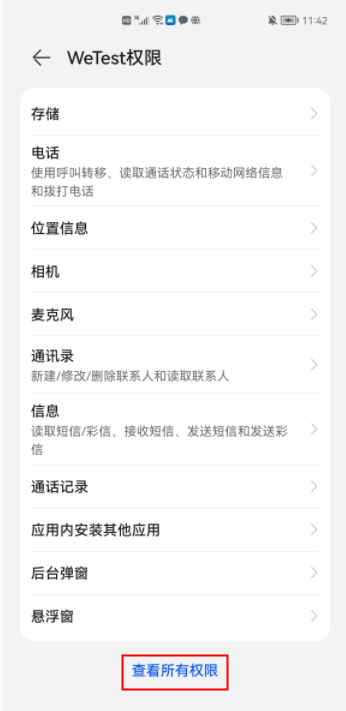 11:42
WeTest权限
存储
电话
使用呼叫转移、读取通话状态和移动网络信息
和拨打电话
位置信息
相机
麦克风
通讯录
新建/修改/删除联系人和读取联系人
信息
读取短信/彩信、接收短信、发送短信和发送彩
信
通话记录
应用内安装其他应用
后台弹窗
悬浮窗
查看所有权限